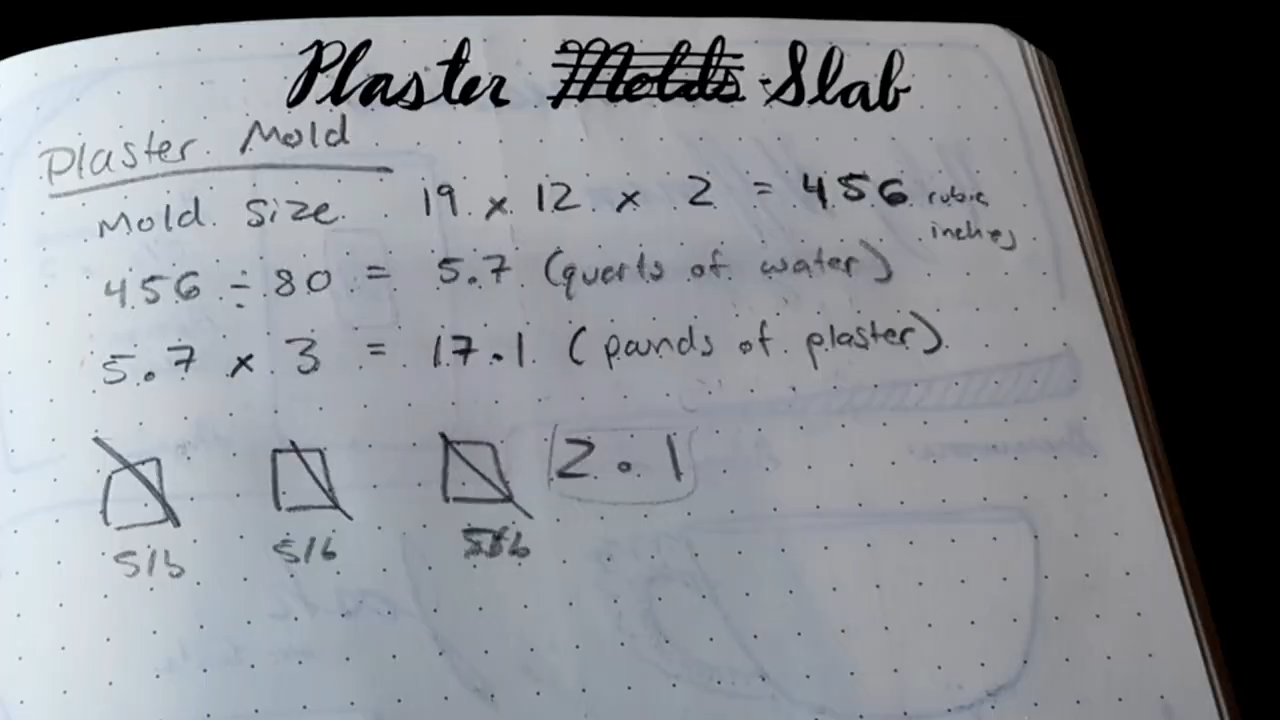 Plaster Molds Slab
Plaster Mold
Mold Size 19 x 12 x 2 = 456 cubic
inches
456 ÷ 80 = 5.7 (querts of water)
5.7 x 3 = 17.1 (pounds of plaster)
2.1
5lb 5lb 5lb